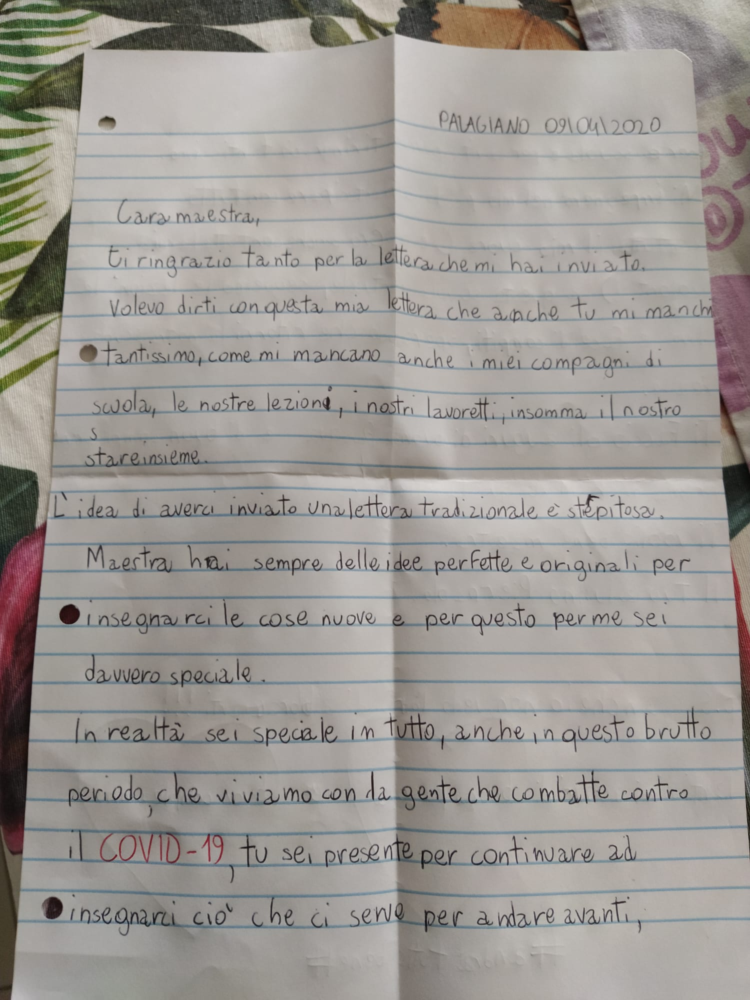 PALAGIANO 09\04\2020
Cara maestra,
ti ringrazio tanto per la lettera che mi hai inviato.
Volevo dirti con questa mia lettera che anche tu mi manchi
tantissimo, come mi mancano anche i miei compagni di
scuola, le nostre lezioni, i nostri lavoretti, insomma il nostro
s
stare insieme.
L'idea di averci inviato una lettera tradizionale è strepitosa.
Maestra hai sempre delle idee perfette e originali per
insegnarci le cose nuove e per questo per me sei
davvero speciale.
In realtà sei speciale in tutto, anche in questo brutto
periodo, che viviamo con la gente che combatte contro
il COVID-19, tu sei presente per continuare ad
insegnarci ciò che ci serve per andare avanti,